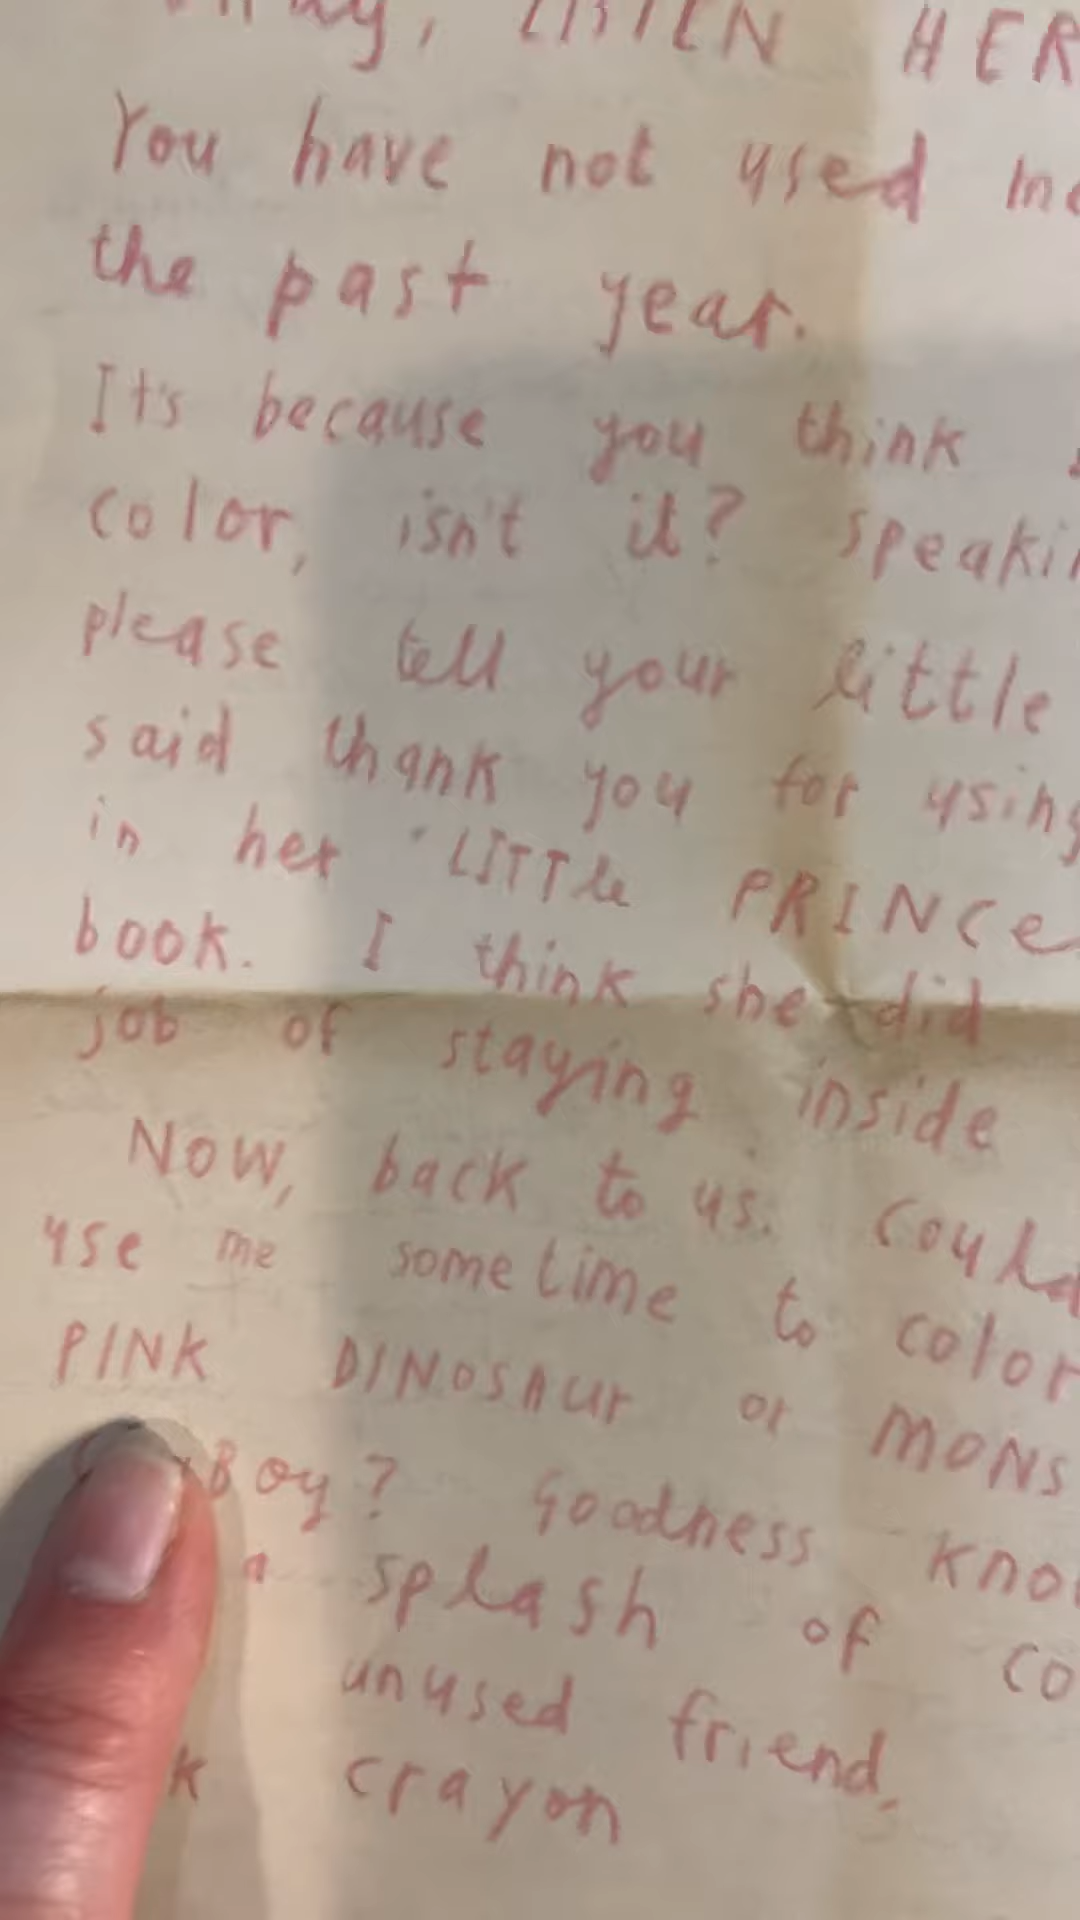 LISTEN HER
You have not used me
the past year.
It's because you think
color, isn't it? speakin
please tell your little
said thank you for using
in her "LITTLE PRINCE
book. I think she did
job of staying inside
Now, back to us. Could
use me sometime to color
PINK DINOSAUr or MONS
Boy? Goodness kno
a splash of co
unused friend,
k crayon